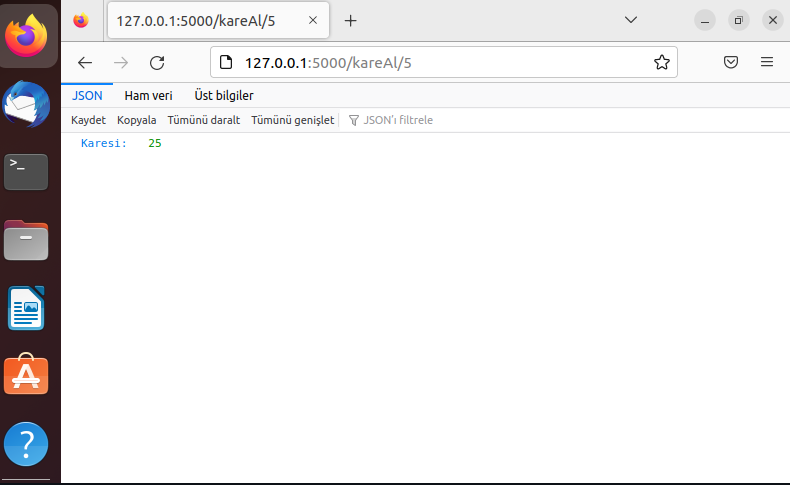 127.0.0.1:5000/kareAl/5
127.0.0.1:5000/kareAl/5
JSON Ham veri Üst bilgiler
Kaydet Kopyala Tümünü daralt Tümünü genişlet JSON'ı filtrele
Karesi: 25